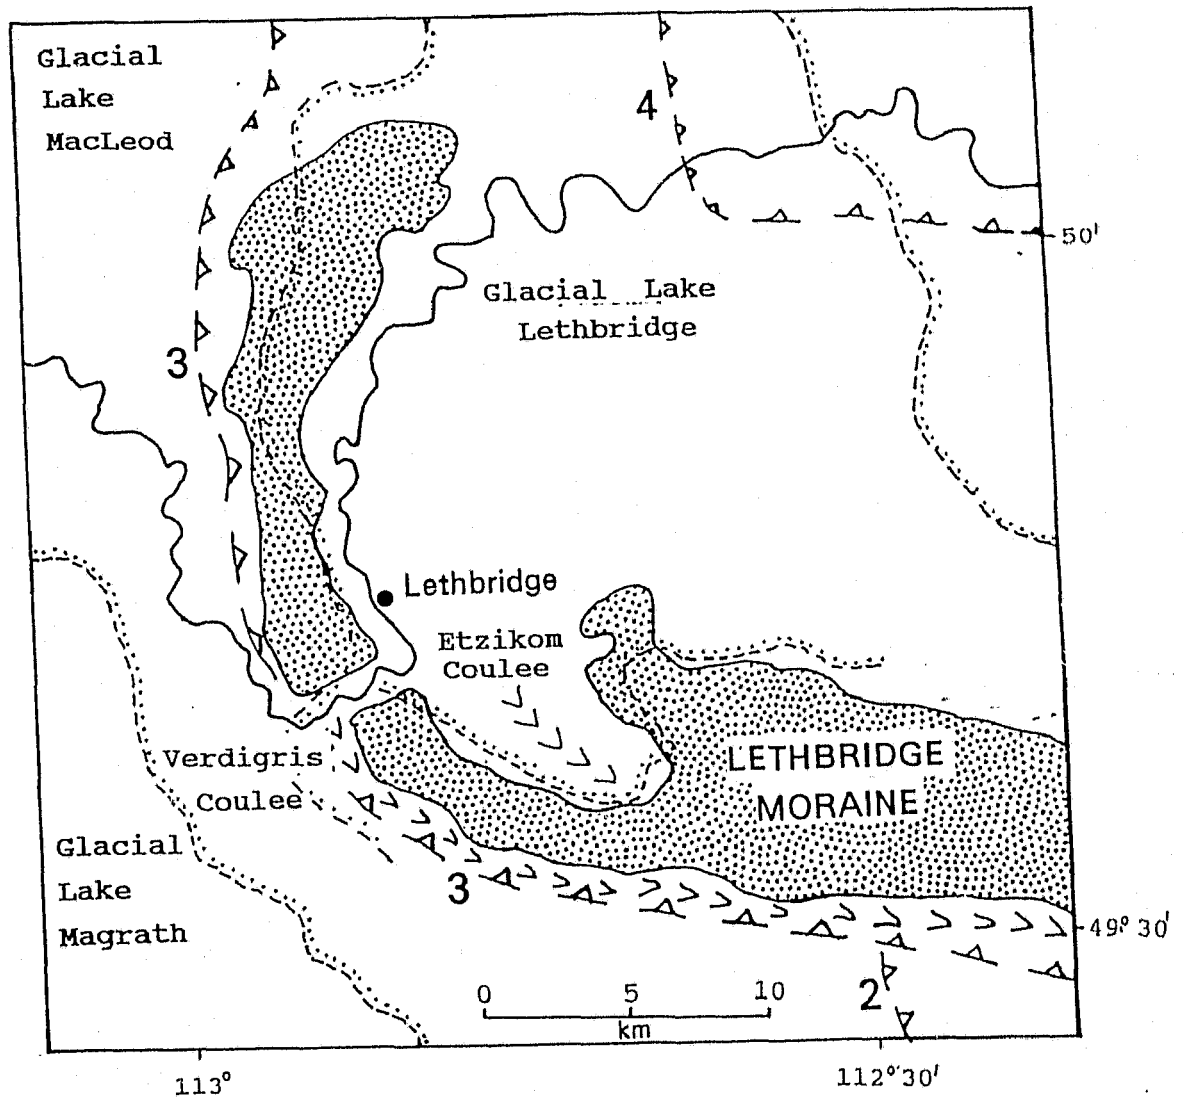 Glacial
Lake
MacLeod
4
50'
Glacial Lake
Lethbridge
3
Lethbridge
Etzikom
Coulee
Verdigris
Coulee
LETHBRIDGE
MORAINE
Glacial
Lake
Magrath
3
49° 30'
2
0 5 10
km
113°
112° 30'